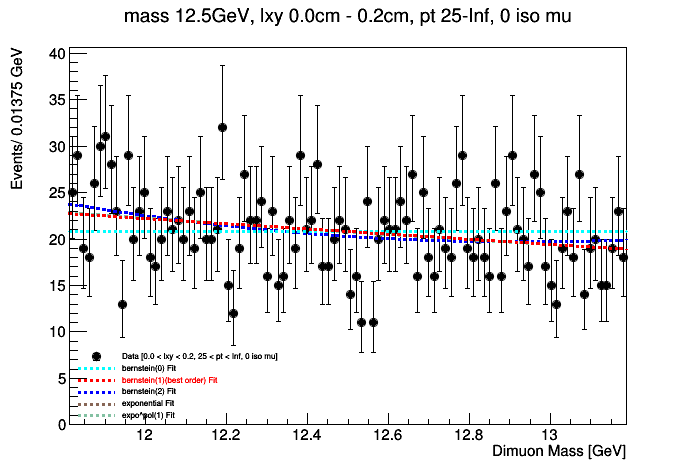 mass 12.5GeV, lxy 0.0cm - 0.2cm, pt 25-Inf, 0 iso mu
Events/ 0.01375 GeV
40
35
30
25
20
15
10
5
0
Data [0.0 < lxy < 0.2, 25 < pt < Inf, 0 iso mu]
bernstein(0) Fit
bernstein(1)(best order) Fit
bernstein(2) Fit
exponential Fit
expo*pol(1) Fit
12 12.2 12.4 12.6 12.8 13
Dimuon Mass [GeV]